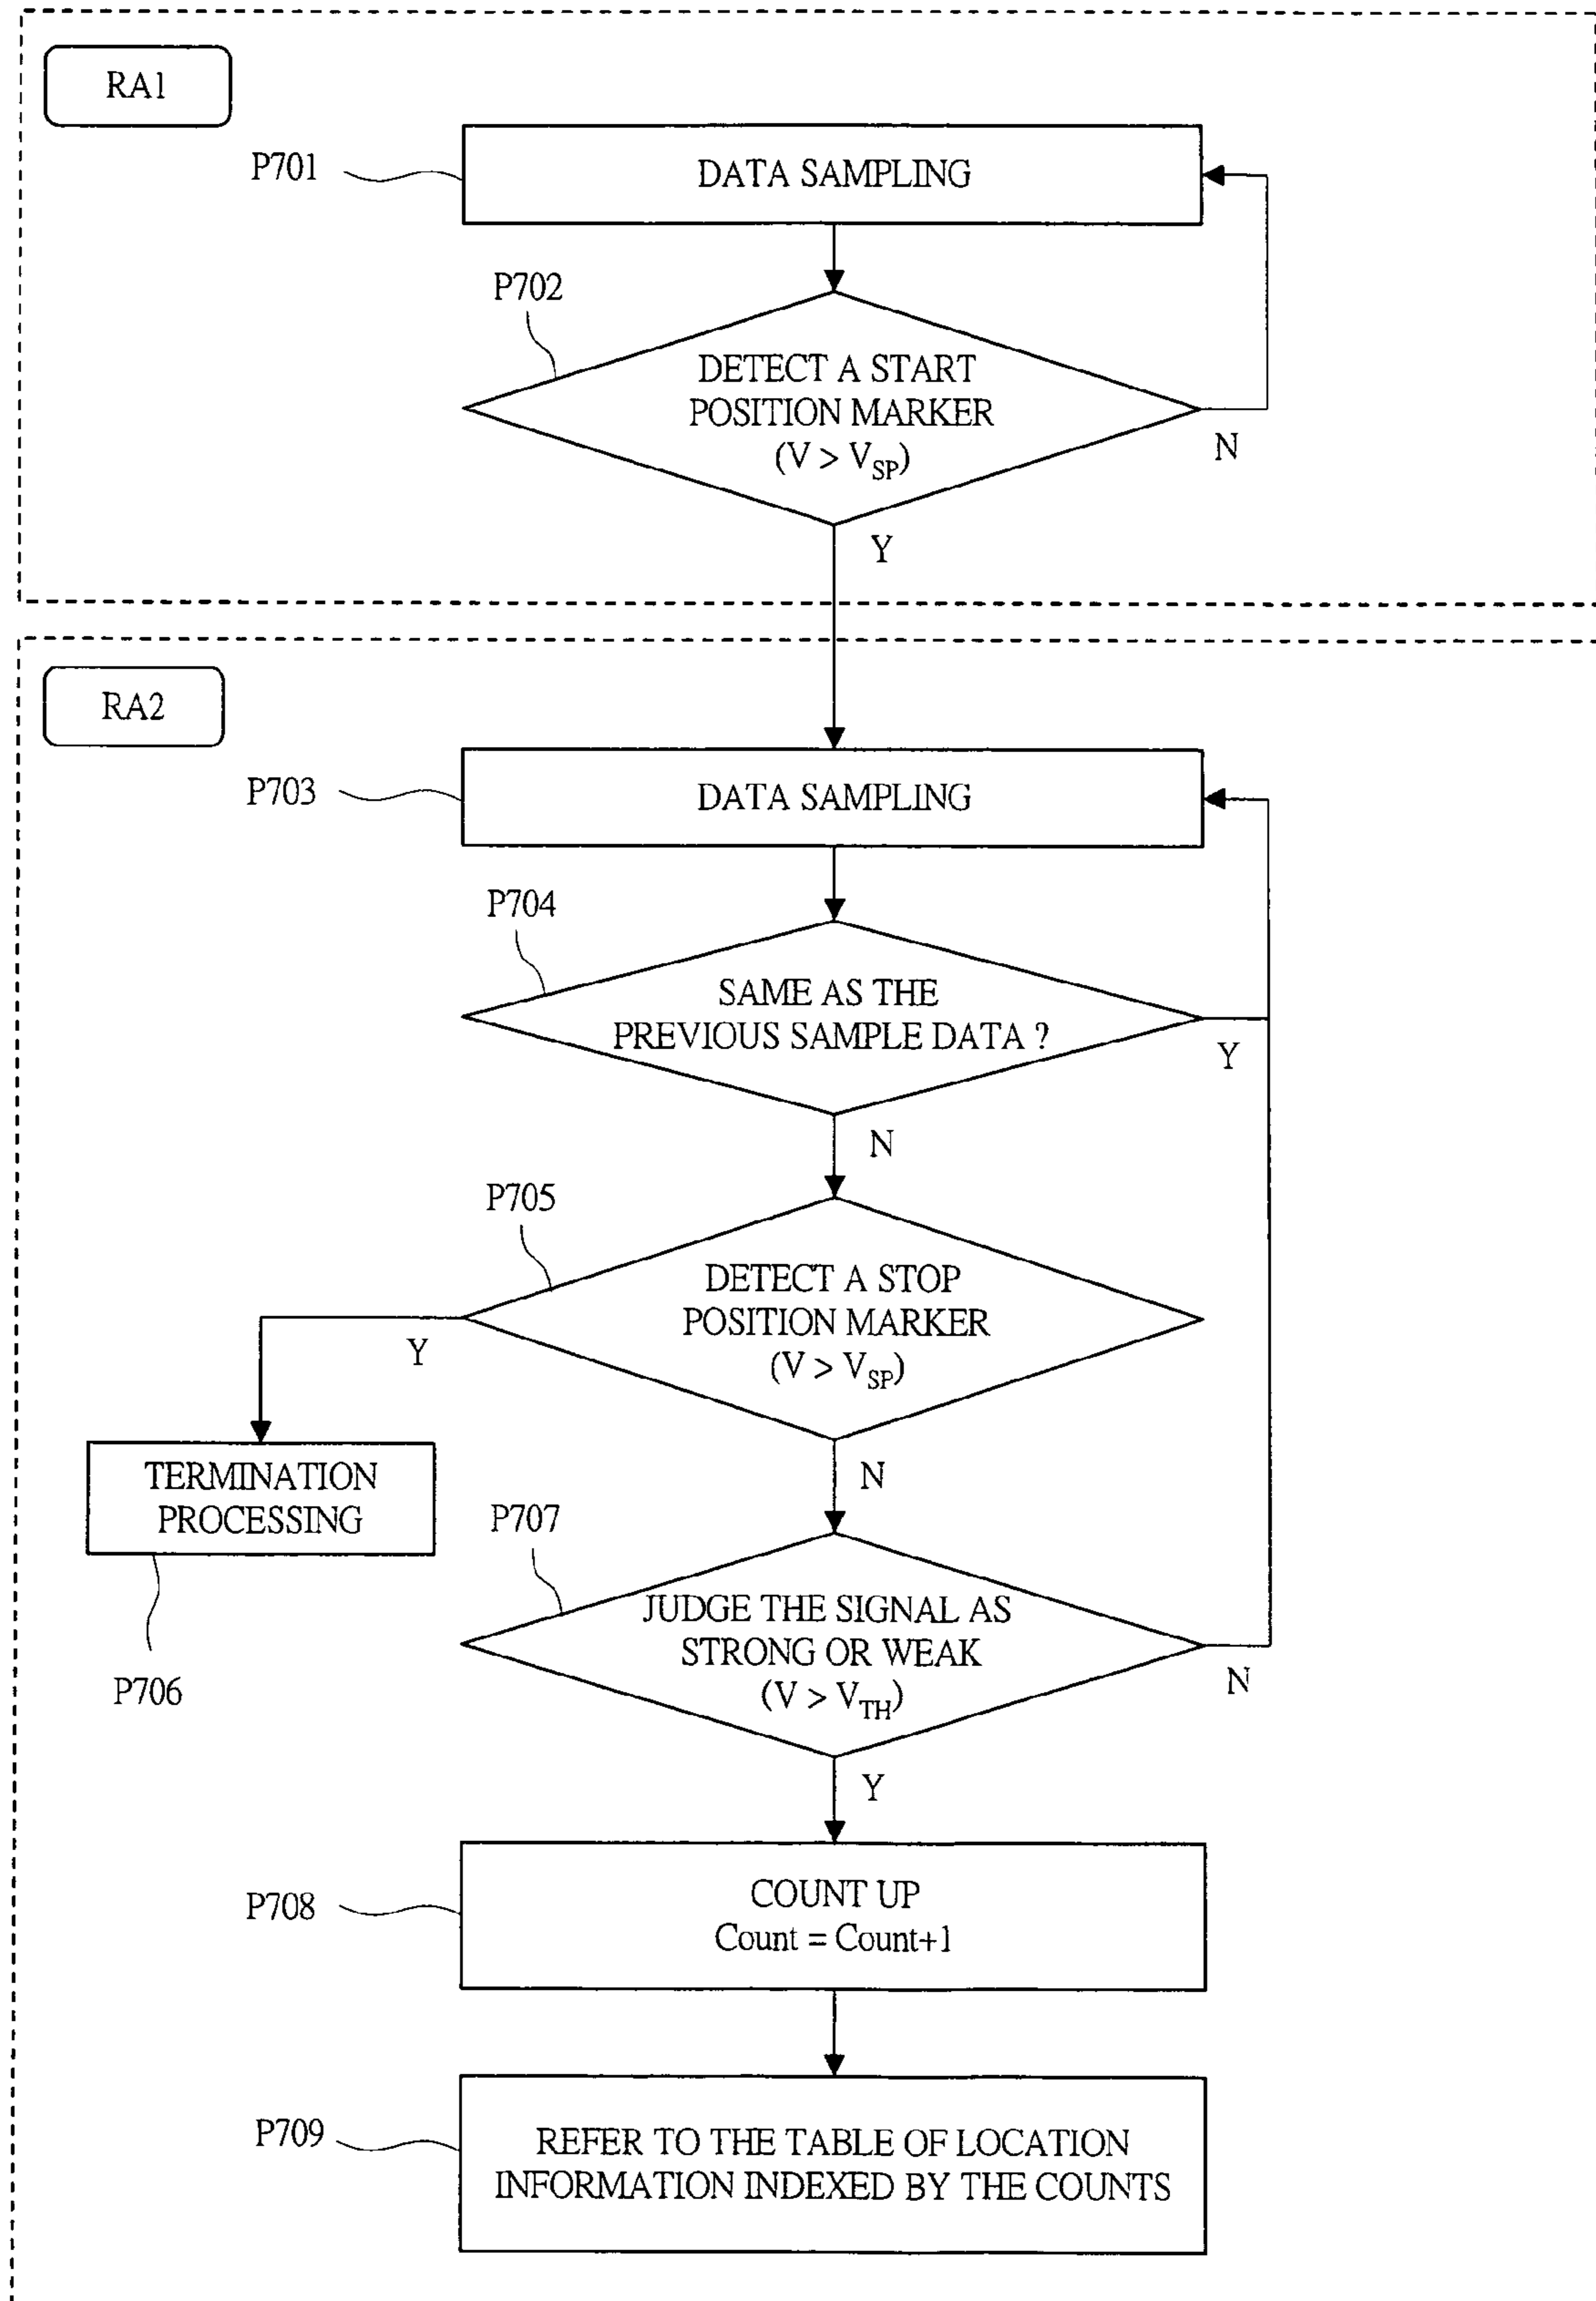 RA1
P701
DATA SAMPLING
P702
DETECT A START
POSITION MARKER
(V > VSP)
N
Y
RA2
P703
DATA SAMPLING
P704
SAME AS THE
PREVIOUS SAMPLE DATA ?
Y
N
P705
DETECT A STOP
POSITION MARKER
(V > VSP)
Y
N
TERMINATION
PROCESSING
P706
P707
JUDGE THE SIGNAL AS
STRONG OR WEAK
(V > VTH)
N
Y
P708
COUNT UP
Count = Count+1
P709
REFER TO THE TABLE OF LOCATION
INFORMATION INDEXED BY THE COUNTS